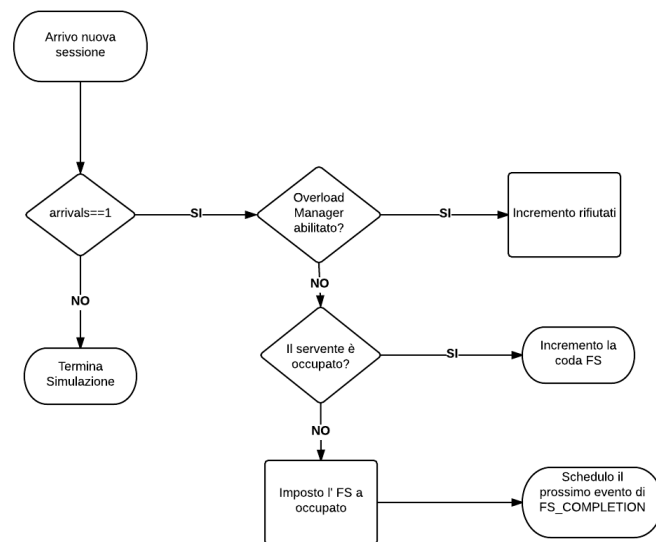 Arrivo nuova
sessione
arrivals==1
SI
Overload
Manager
abilitato?
SI
Incremento rifiutati
NO
NO
Termina
Simulazione
Il servente è
occupato?
SI
Incremento la
coda FS
NO
Imposto l' FS a
occupato
Schedulo il
prossimo evento di
FS_COMPLETION